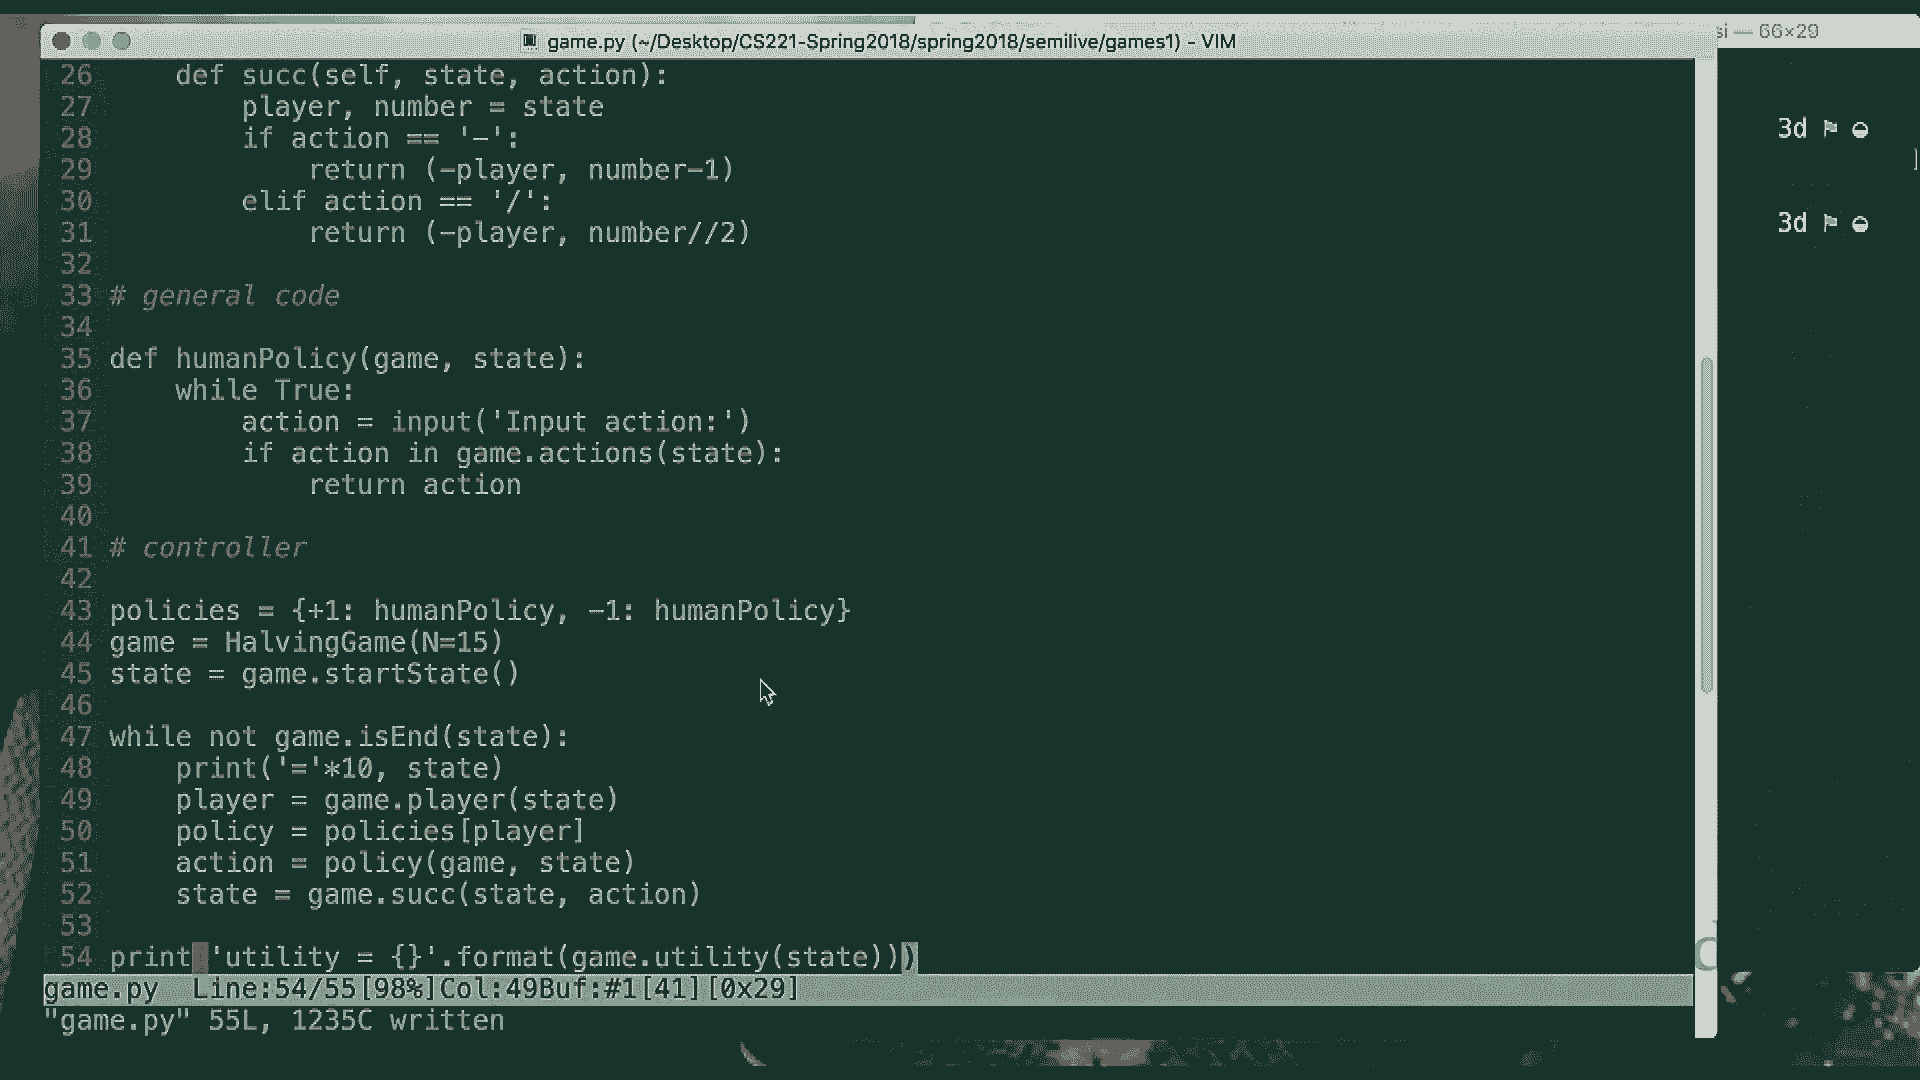 game.py (~/Desktop/CS221-Spring2018/spring2018/semilive/games1) - VIM
si — 66×29
26     def succ(self, state, action):
27         player, number = state
28         if action == '-':
29             return (-player, number-1)
30         elif action == '/':
31             return (-player, number//2)
32
33 # general code
34
35 def humanPolicy(game, state):
36     while True:
37         action = input('Input action:')
38         if action in game.actions(state):
39             return action
40
41 # controller
42
43 policies = {+1: humanPolicy, -1: humanPolicy}
44 game = HalvingGame(N=15)
45 state = game.startState()
46
47 while not game.isEnd(state):
48     print('='*10, state)
49     player = game.player(state)
50     policy = policies[player]
51     action = policy(game, state)
52     state = game.succ(state, action)
53
54 print('utility = {}'.format(game.utility(state)))
game.py  Line:54/55[98%]Col:49Buf:#1[41][0x29]
"game.py" 55L, 1235C written
3d
]
3d